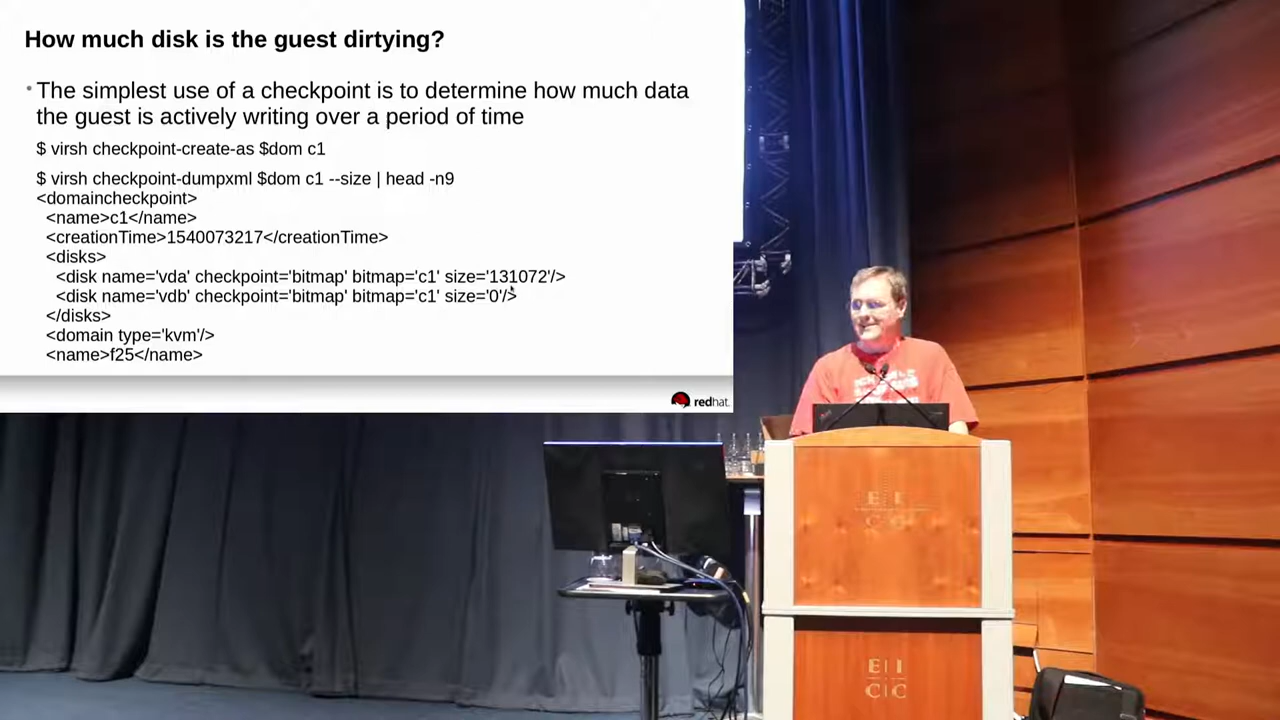 How much disk is the guest dirtying?
• The simplest use of a checkpoint is to determine how much data
the guest is actively writing over a period of time
$ virsh checkpoint-create-as $dom c1
$ virsh checkpoint-dumpxml $dom c1 --size | head -n9
<domaincheckpoint>
<name>c1</name>
<creationTime>1540073217</creationTime>
<disks>
<disk name='vda' checkpoint='bitmap' bitmap='c1' size='131072'/>
<disk name='vdb' checkpoint='bitmap' bitmap='c1' size='0'/>
</disks>
<domain type='kvm'/>
<name>f25</name>
redhat.
E I
C C
E I
C C